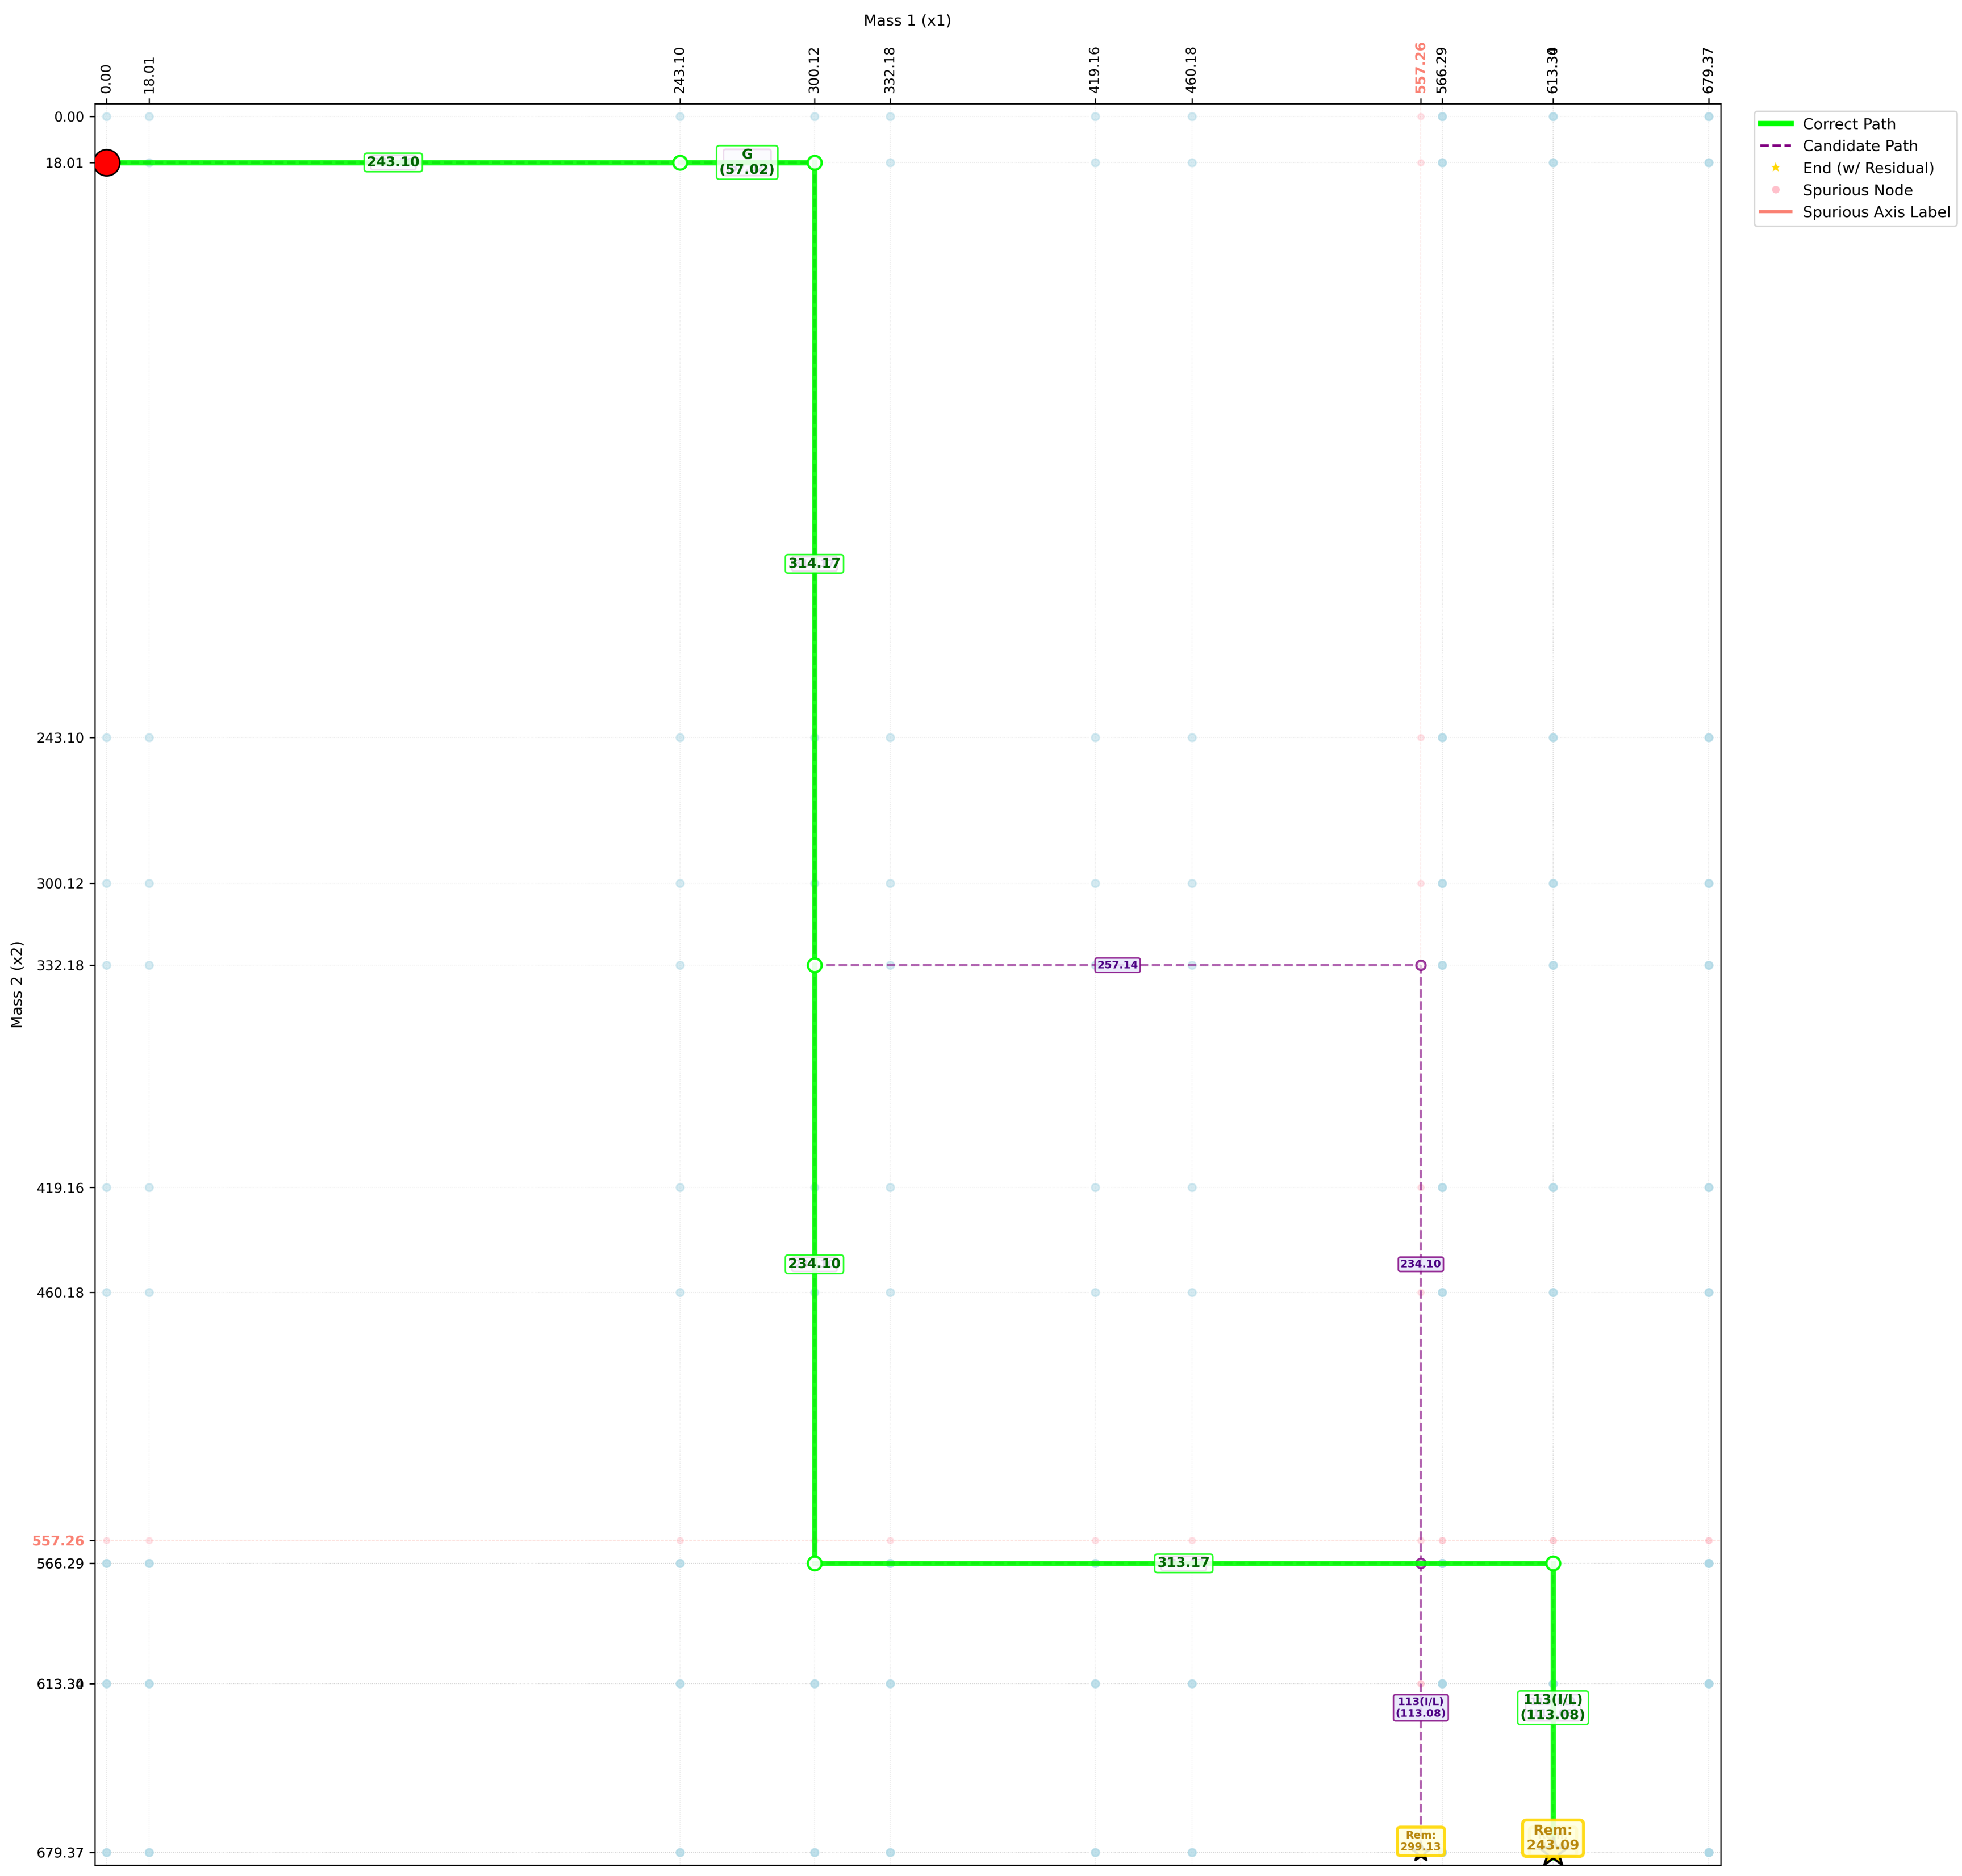 Mass 1 (x1)
0.00
18.01
243.10
300.12
332.18
419.16
460.18
557.26
566.29
679.37
Correct Path
Candidate Path
End (w/ Residual)
Spurious Node
Spurious Axis Label
Mass 2 (x2)
0.00
18.01
243.10
300.12
332.18
419.16
460.18
557.26
566.29
679.37
243.10
G
(57.02)
314.17
257.14
234.10
234.10
313.17
113(I/L)
(113.08)
113(I/L)
(113.08)
Rem:
299.13
Rem:
243.09